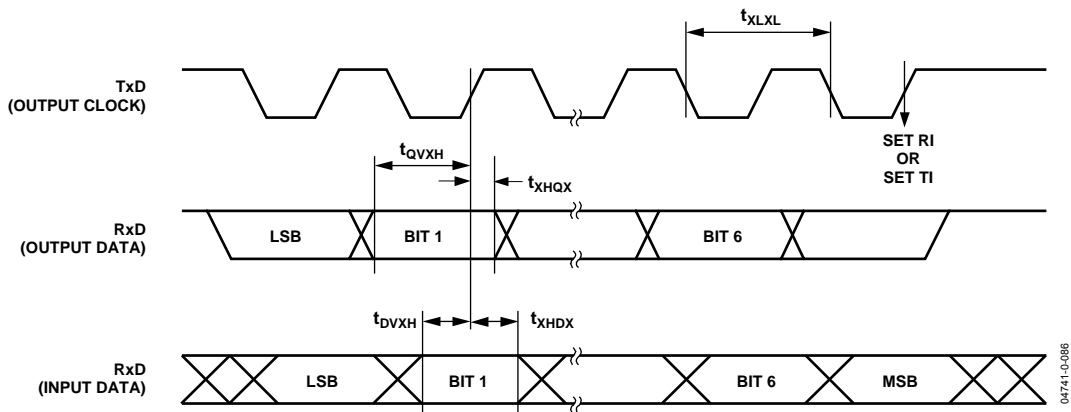 tXLXL
TxD
(OUTPUT CLOCK)
SET RI
OR
SET TI
tQVXH
tXHQX
RxD
(OUTPUT DATA)
LSB
BIT 1
BIT 6
tDVXH
tXHDX
RxD
(INPUT DATA)
LSB
BIT 1
BIT 6
MSB
04741-0-086